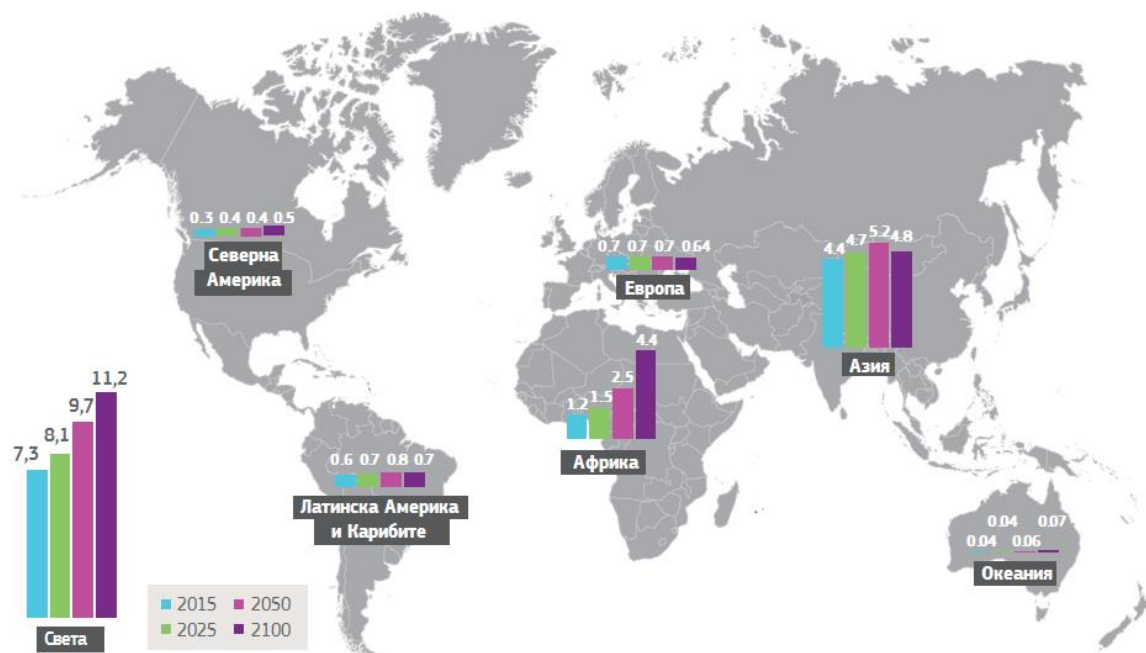 0.3 0.4 0.4 0.5
Северна
Америка
0.7 0.7 0.7 0.64
Европа
4.4 4.7 5.2 4.8
Азия
1.2 1.5 2.5 4.4
Африка
7,3 8,1 9,7 11,2
Света
0.6 0.7 0.8 0.7
Латинска Америка
и Карибите
0.04 0.04 0.06 0.07
Океания
2015 2050
2025 2100